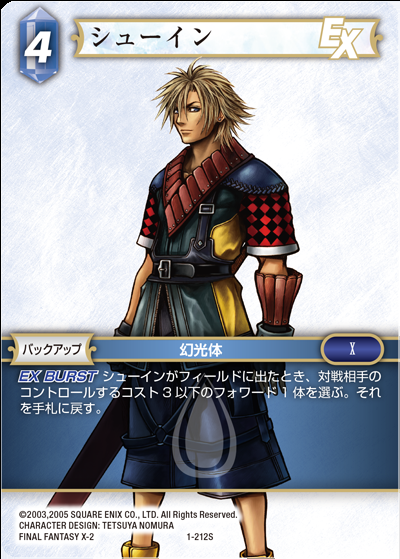 4
シューイン
EX
バックアップ
幻光体
X
EX BURST シューインがフィールドに出たとき、対戦相手の
コントロールするコスト 3 以下のフォワード 1 体を選ぶ。それ
を手札に戻す。
©2003,2005 SQUARE ENIX CO., LTD. All Rights Reserved.
CHARACTER DESIGN: TETSUYA NOMURA
FINAL FANTASY X-2
1-212S